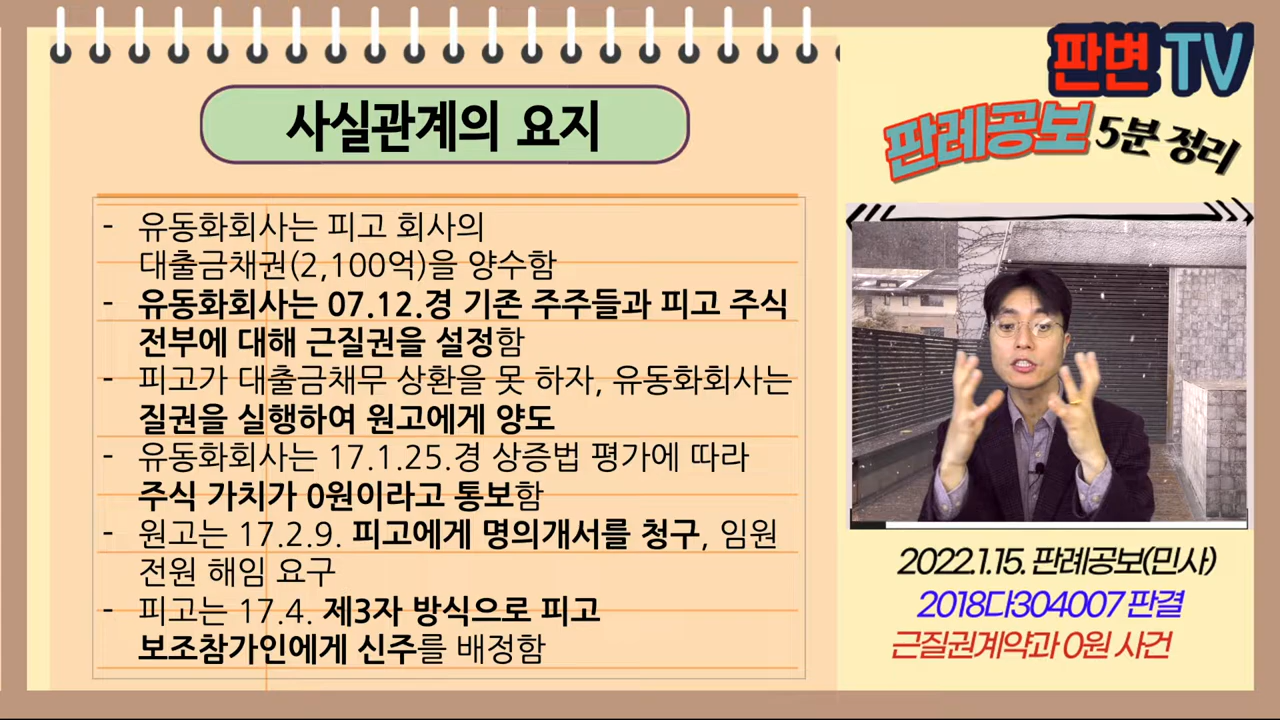 사실관계의 요지
- 유동화회사는 피고 회사의
대출금채권(2,100억)을 양수함
- 유동화회사는 07.12.경 기존 주주들과 피고 주식
전부에 대해 근질권을 설정함
- 피고가 대출금채무 상환을 못 하자, 유동화회사는
질권을 실행하여 원고에게 양도
- 유동화회사는 17.1.25.경 상증법 평가에 따라
주식 가치가 0원이라고 통보함
- 원고는 17.2.9. 피고에게 명의개서를 청구, 임원
전원 해임 요구
- 피고는 17.4. 제3자 방식으로 피고
보조참가인에게 신주를 배정함
판변 TV
판례공보 5분 정리
2022.1.15. 판례공보(민사)
2018다304007 판결
근질권계약과 0원 사건